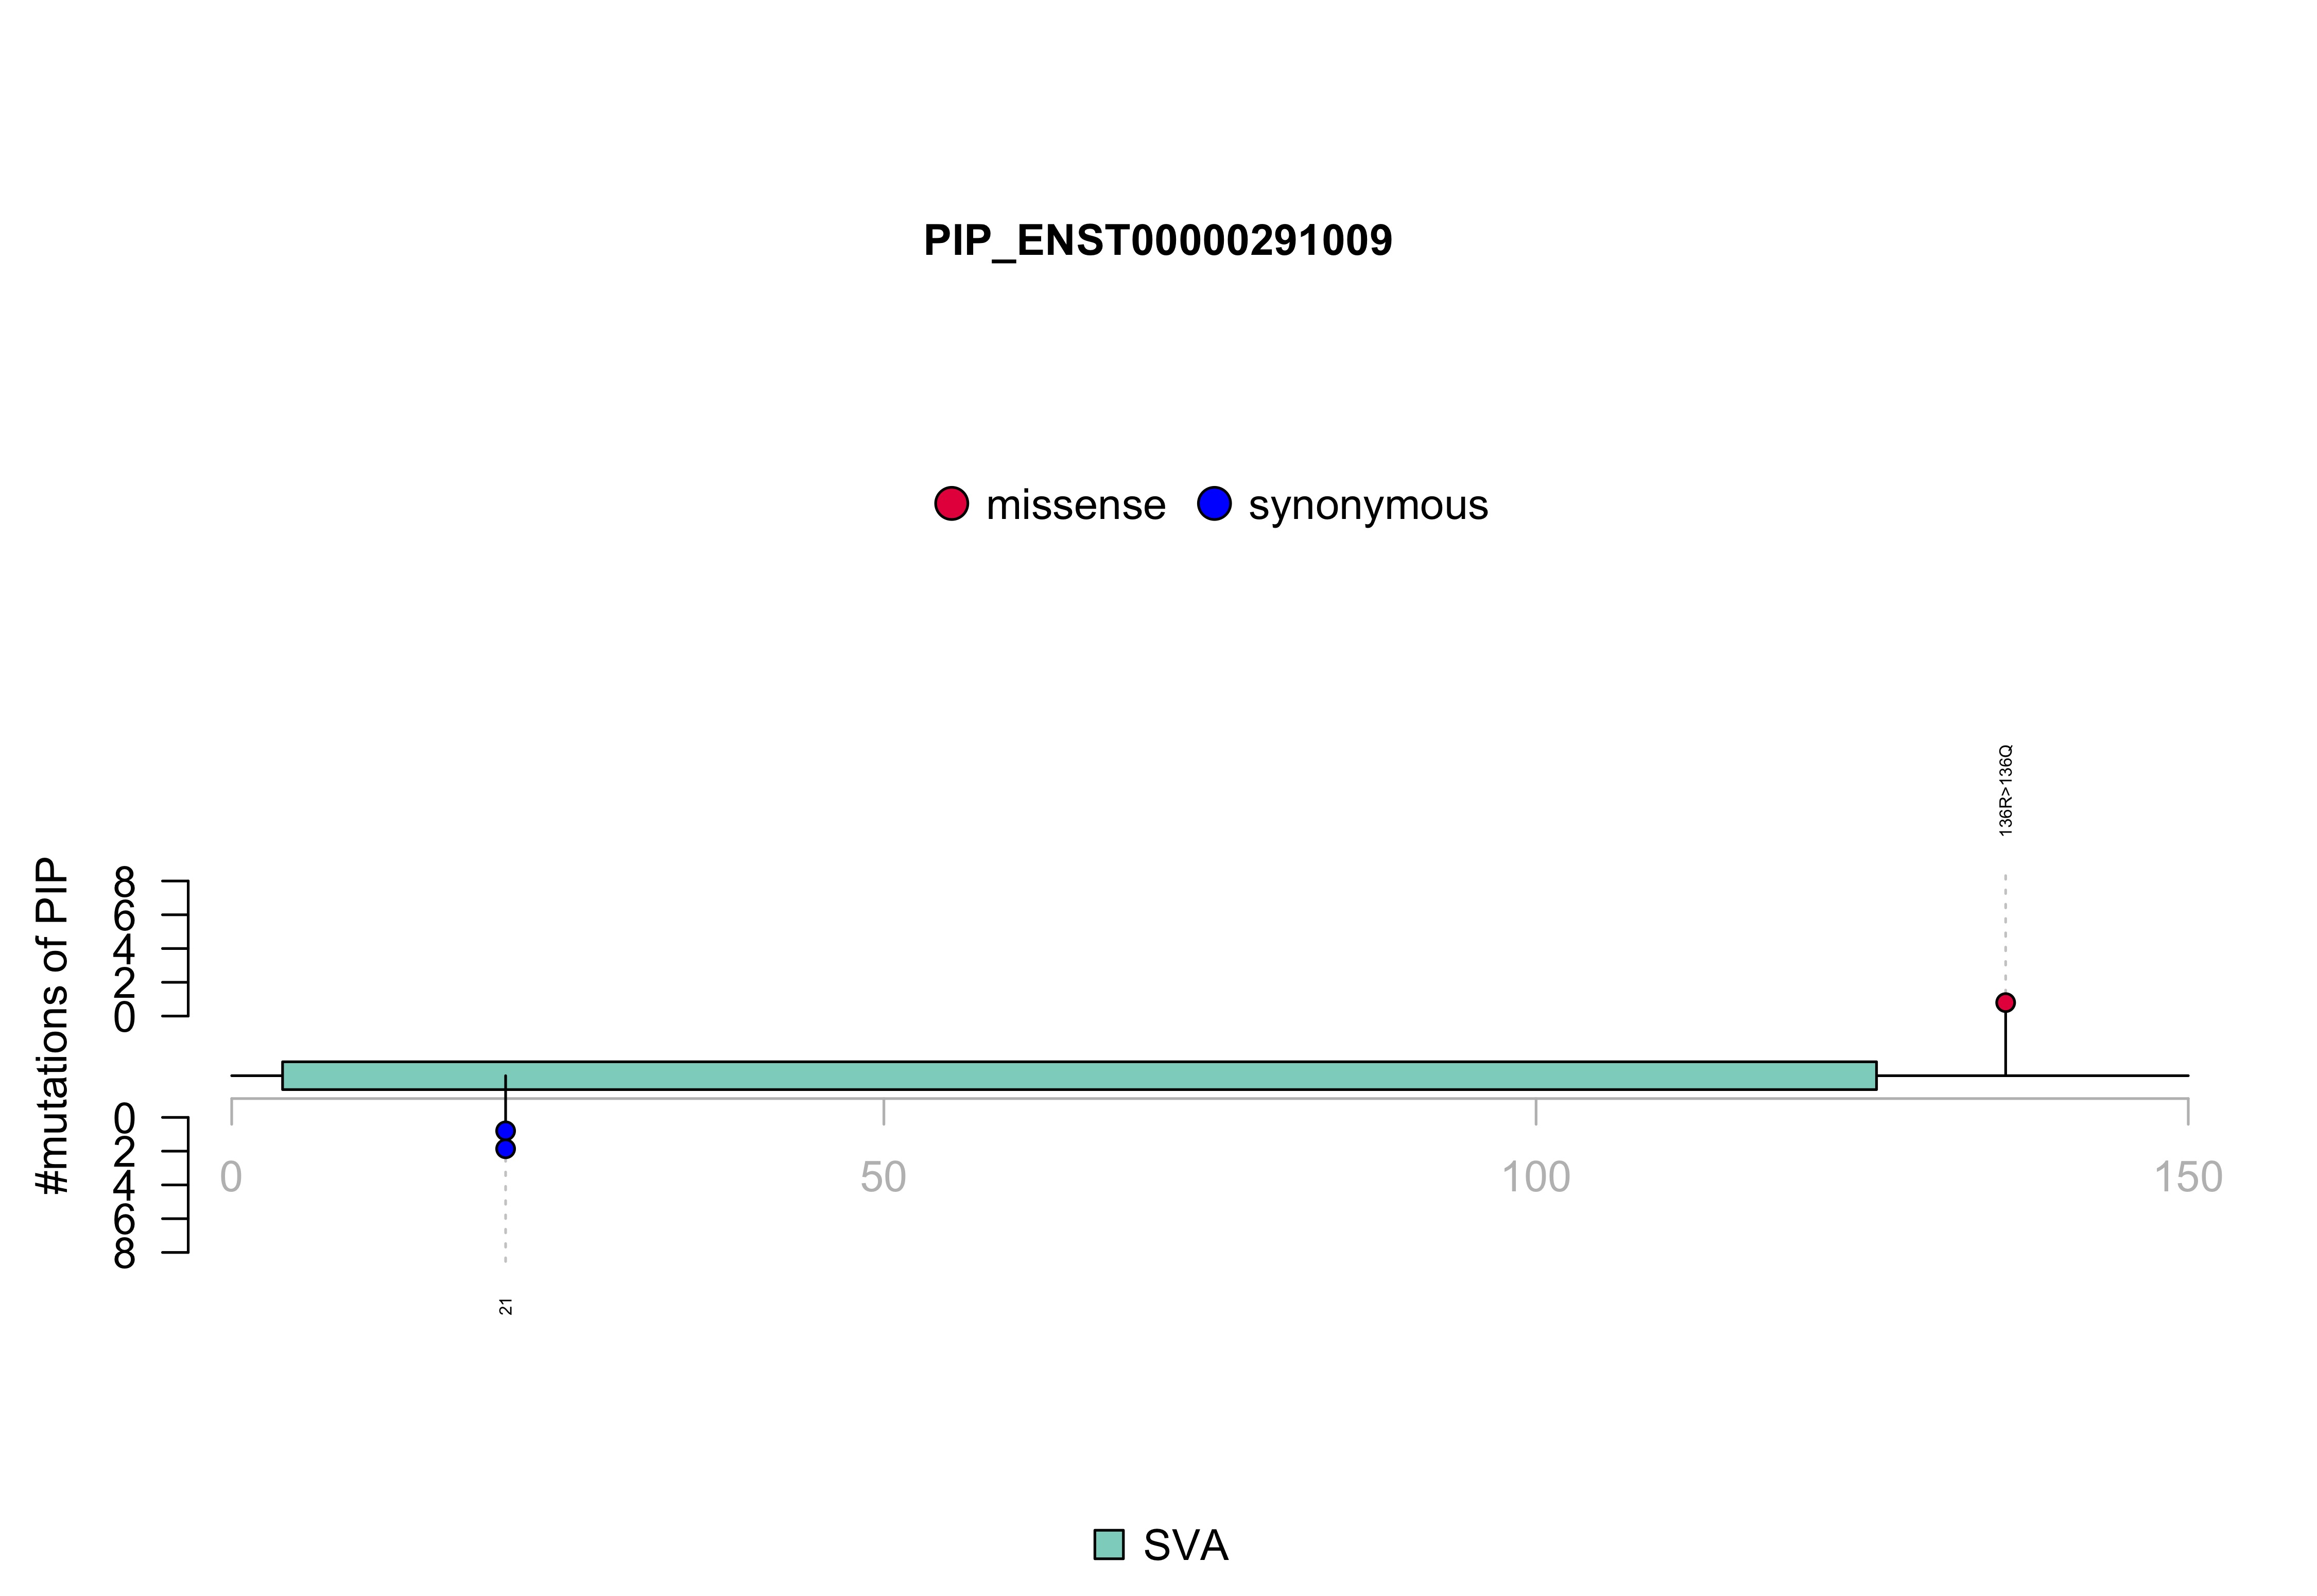 PIP_ENST00000291009
missense synonymous
136R>136Q
#mutations of PIP
8
6
4
2
0
0
2
4
6
8
0 50 100 150
21
SVA